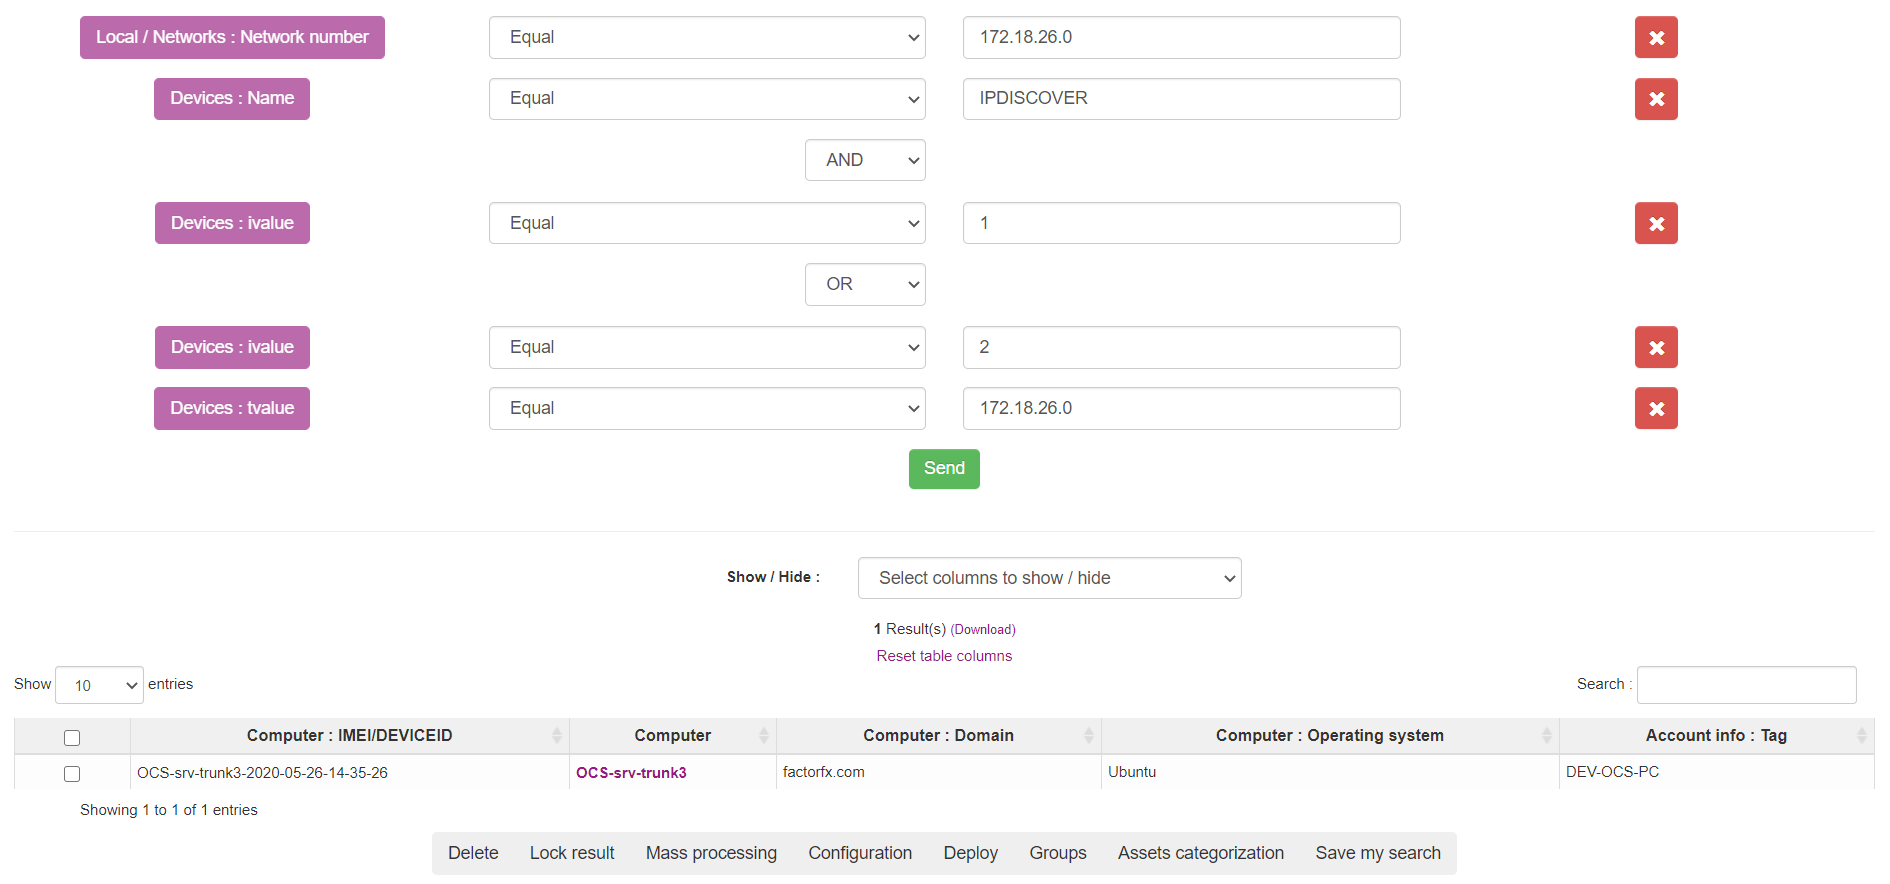 Local / Networks : Network number Equal 172.18.26.0
Devices : Name Equal IPDISCOVER
AND
Devices : ivalue Equal 1
OR
Devices : ivalue Equal 2
Devices : tvalue Equal 172.18.26.0
Send
Show / Hide : Select columns to show / hide
1 Result(s) (Download)
Reset table columns
Show 10 entries Search :
Computer : IMEI/DEVICEID Computer Computer : Domain Computer : Operating system Account info : Tag
OCS-srv-trunk3-2020-05-26-14-35-26 OCS-srv-trunk3 factorfx.com Ubuntu DEV-OCS-PC
Showing 1 to 1 of 1 entries
Delete Lock result Mass processing Configuration Deploy Groups Assets categorization Save my search